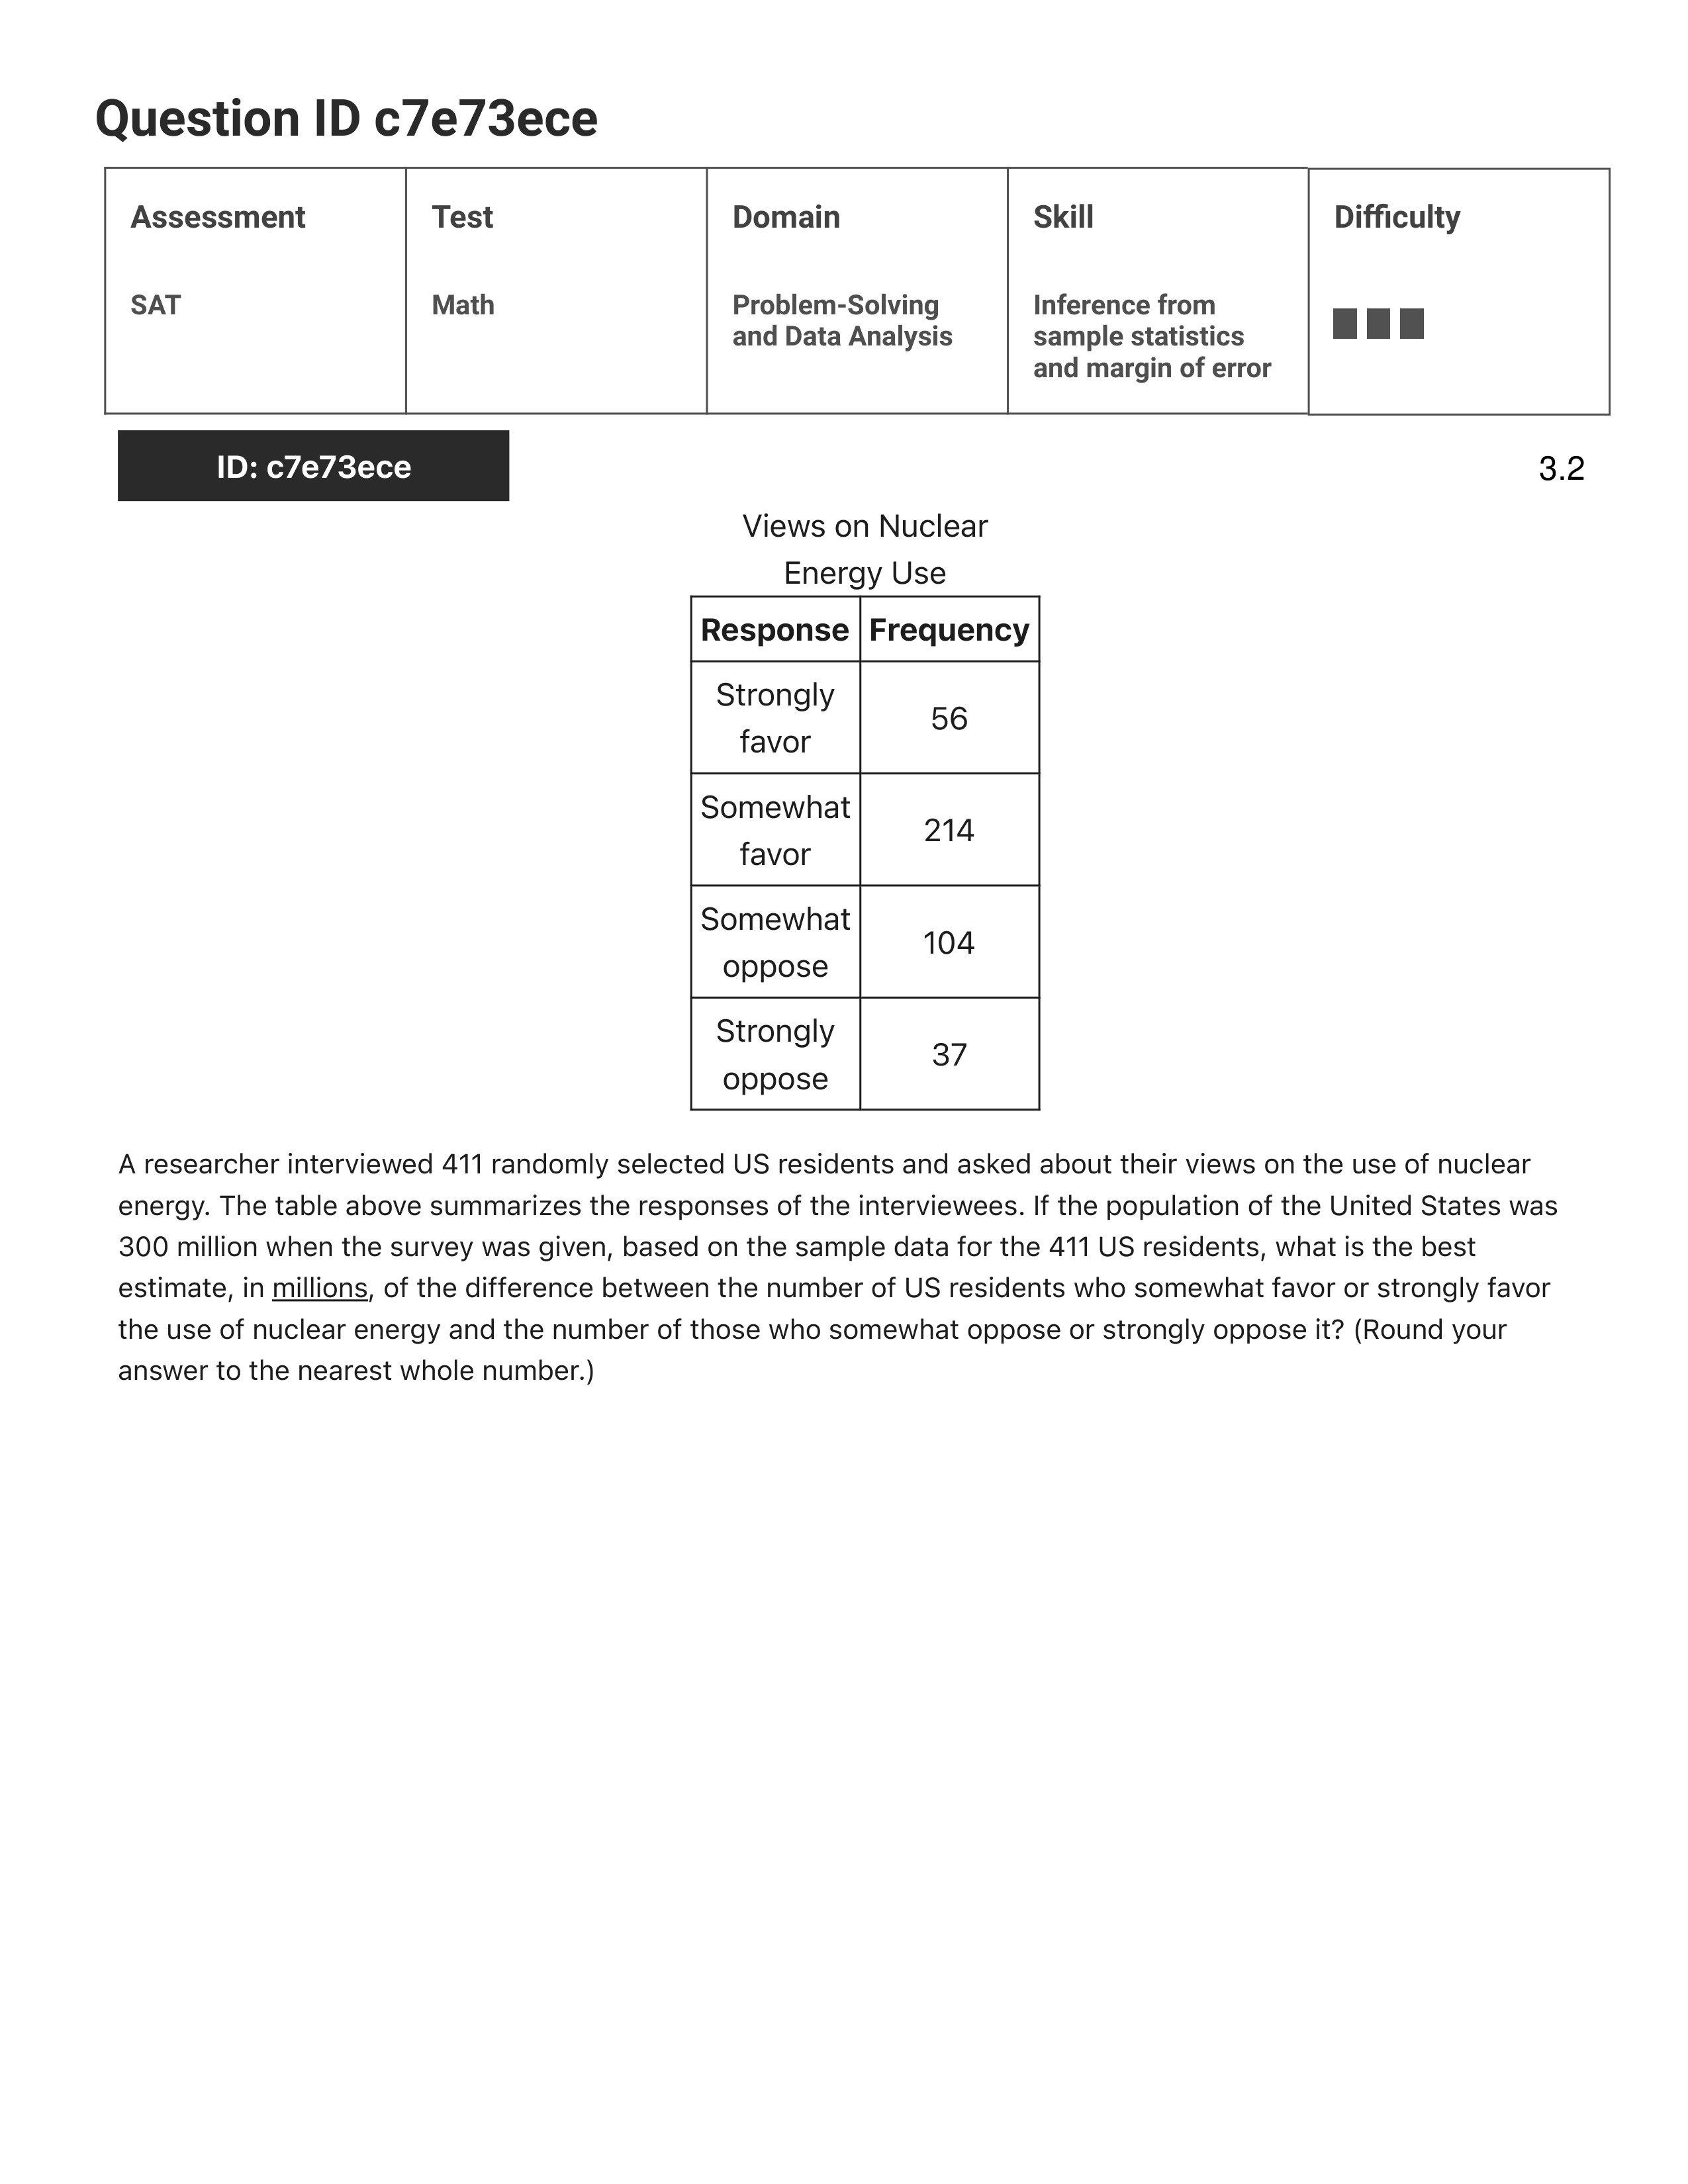 Question ID c7e73ece
Assessment
Test
Domain
Skill
Difficulty
SAT
Math
Problem-Solving
and Data Analysis
Inference from
sample statistics
and margin of error
ID: c7e73ece
3.2
Views on Nuclear
Energy Use
Response Frequency
Strongly
favor
56
Somewhat
favor
214
Somewhat
oppose
104
Strongly
oppose
37
A researcher interviewed 411 randomly selected US residents and asked about their views on the use of nuclear
energy. The table above summarizes the responses of the interviewees. If the population of the United States was
300 million when the survey was given, based on the sample data for the 411 US residents, what is the best
estimate, in millions, of the difference between the number of US residents who somewhat favor or strongly favor
the use of nuclear energy and the number of those who somewhat oppose or strongly oppose it? (Round your
answer to the nearest whole number.)